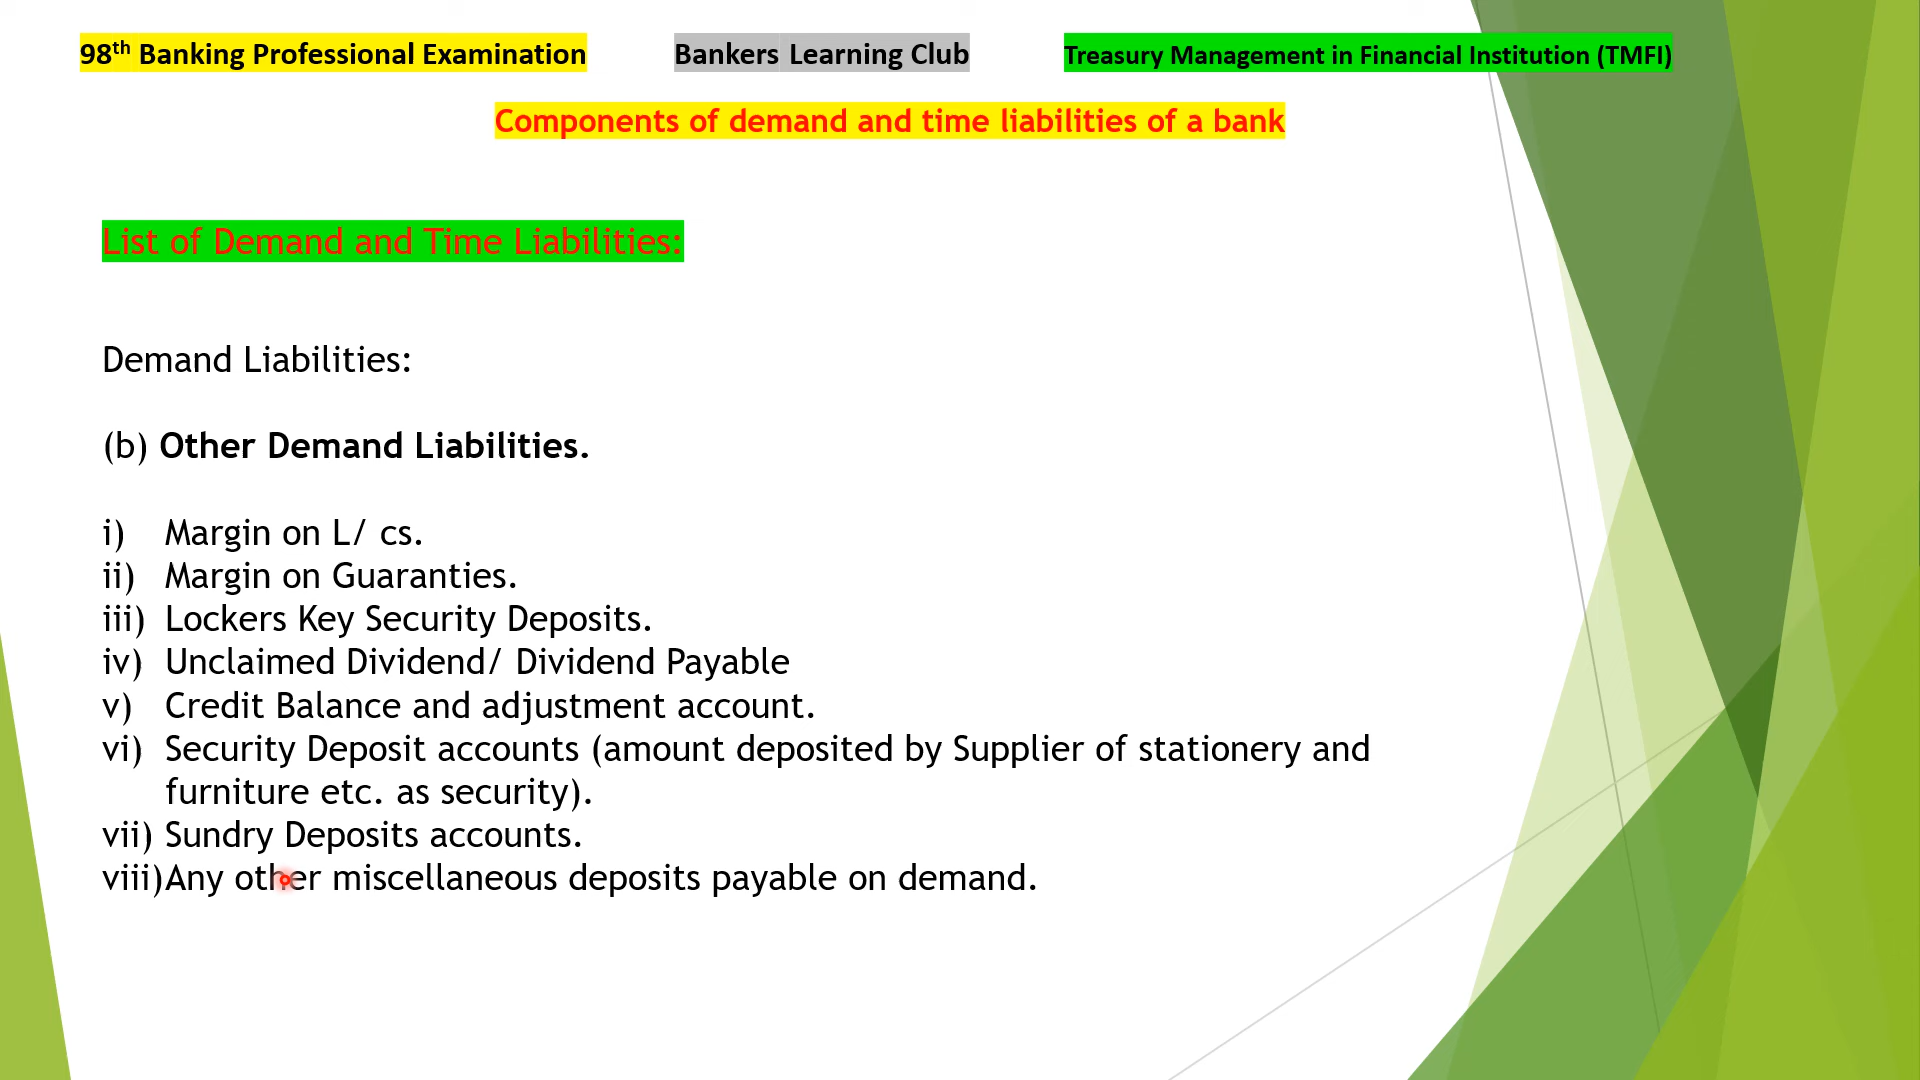 98th Banking Professional Examination
Bankers Learning Club
Treasury Management in Financial Institution (TMFI)
Components of demand and time liabilities of a bank
List of Demand and Time Liabilities:
Demand Liabilities:
(b) Other Demand Liabilities.
i) Margin on L/ cs.
ii) Margin on Guaranties.
iii) Lockers Key Security Deposits.
iv) Unclaimed Dividend/ Dividend Payable
v) Credit Balance and adjustment account.
vi) Security Deposit accounts (amount deposited by Supplier of stationery and
furniture etc. as security).
vii) Sundry Deposits accounts.
viii)Any other miscellaneous deposits payable on demand.